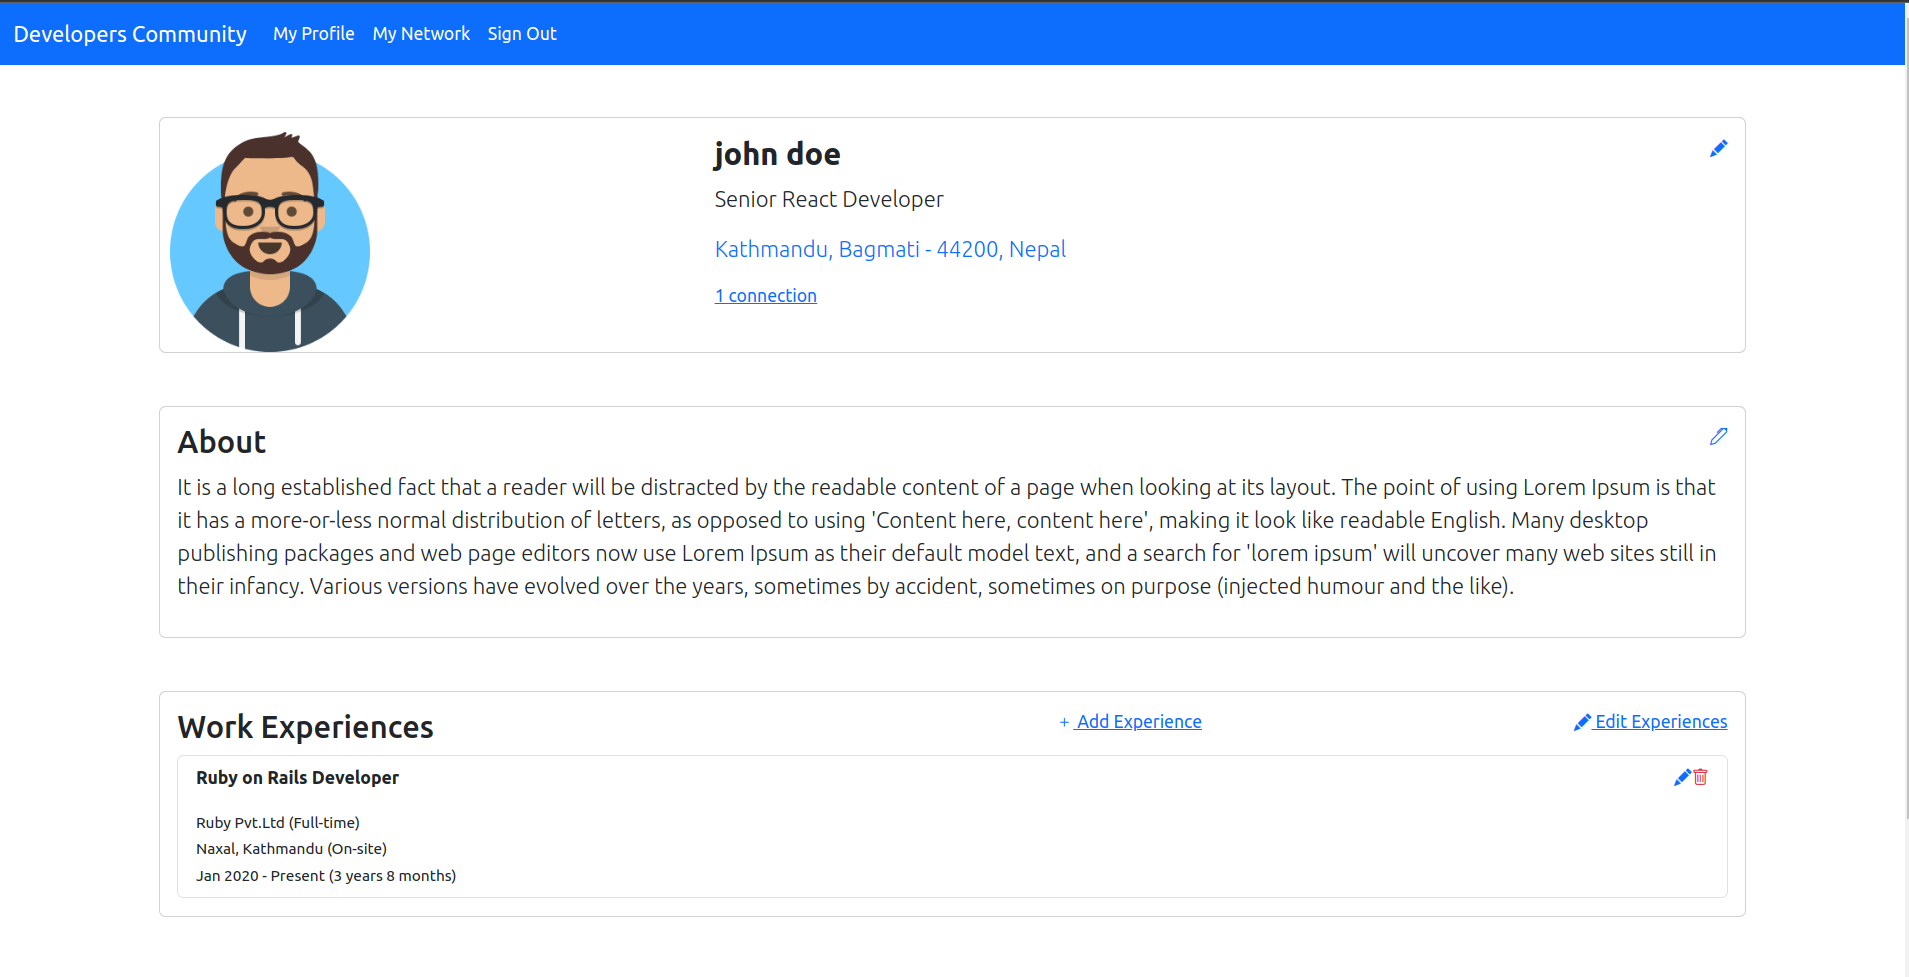 Developers Community My Profile My Network Sign Out
john doe
Senior React Developer
Kathmandu, Bagmati - 44200, Nepal
1 connection
About
It is a long established fact that a reader will be distracted by the readable content of a page when looking at its layout. The point of using Lorem Ipsum is that
it has a more-or-less normal distribution of letters, as opposed to using 'Content here, content here', making it look like readable English. Many desktop
publishing packages and web page editors now use Lorem Ipsum as their default model text, and a search for 'lorem ipsum' will uncover many web sites still in
their infancy. Various versions have evolved over the years, sometimes by accident, sometimes on purpose (injected humour and the like).
Work Experiences + Add Experience Edit Experiences
Ruby on Rails Developer
Ruby Pvt.Ltd (Full-time)
Naxal, Kathmandu (On-site)
Jan 2020 - Present (3 years 8 months)